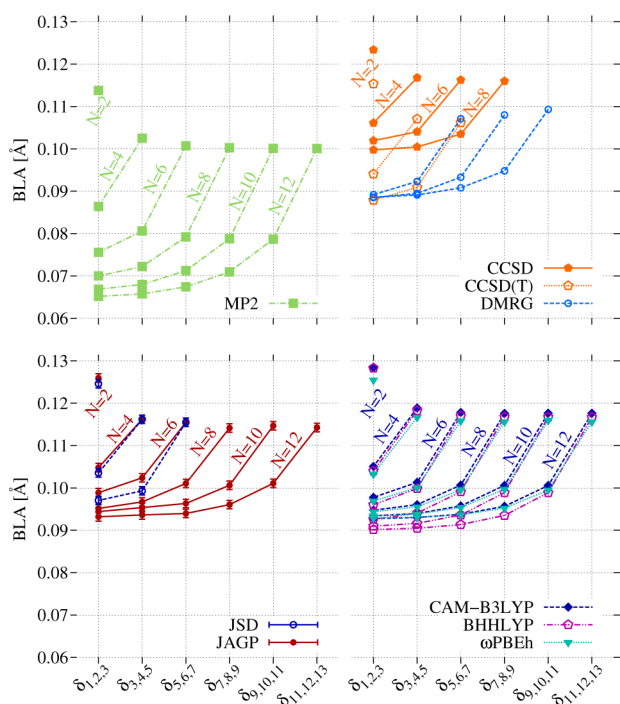 0.13
0.12
0.11
0.10
0.09
0.08
0.07
0.06
BLA [Å]
N=2
N=4
N=6
N=8
N=10
N=12
MP2
N=2
N=4
N=6
N=8
CCSD
CCSD(T)
DMRG
0.13
0.12
0.11
0.10
0.09
0.08
0.07
0.06
BLA [Å]
N=2
N=4
N=6
N=8
N=10
N=12
JSD
JAGP
N=2
N=4
N=6
N=8
N=10
N=12
CAM−B3LYP
BHHLYP
ωPBEh
δ1,2,3
δ3,4,5
δ5,6,7
δ7,8,9
δ9,10,11
δ11,12,13
δ1,2,3
δ3,4,5
δ5,6,7
δ7,8,9
δ9,10,11
δ11,12,13